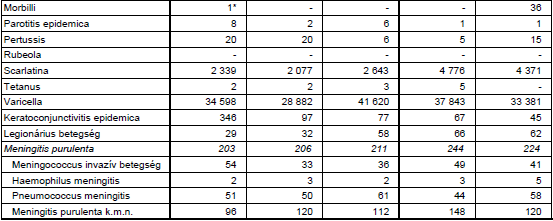 Morbilli 1* - - - 36
Parotitis epidemica 8 2 6 1 1
Pertussis 20 20 6 5 15
Rubeola - - - - -
Scarlatina 2 339 2 077 2 643 4 776 4 371
Tetanus 2 2 3 5 -
Varicella 34 598 28 882 41 620 37 843 33 381
Keratoconjunctivitis epidemica 346 97 77 67 45
Legionárius betegség 29 32 58 66 62
Meningitis purulenta 203 206 211 244 224
Meningococcus invazív betegség 54 33 36 49 41
Haemophilus meningitis 2 3 2 3 5
Pneumococcus meningitis 51 50 61 44 58
Meningitis purulenta k.m.n. 96 120 112 148 120